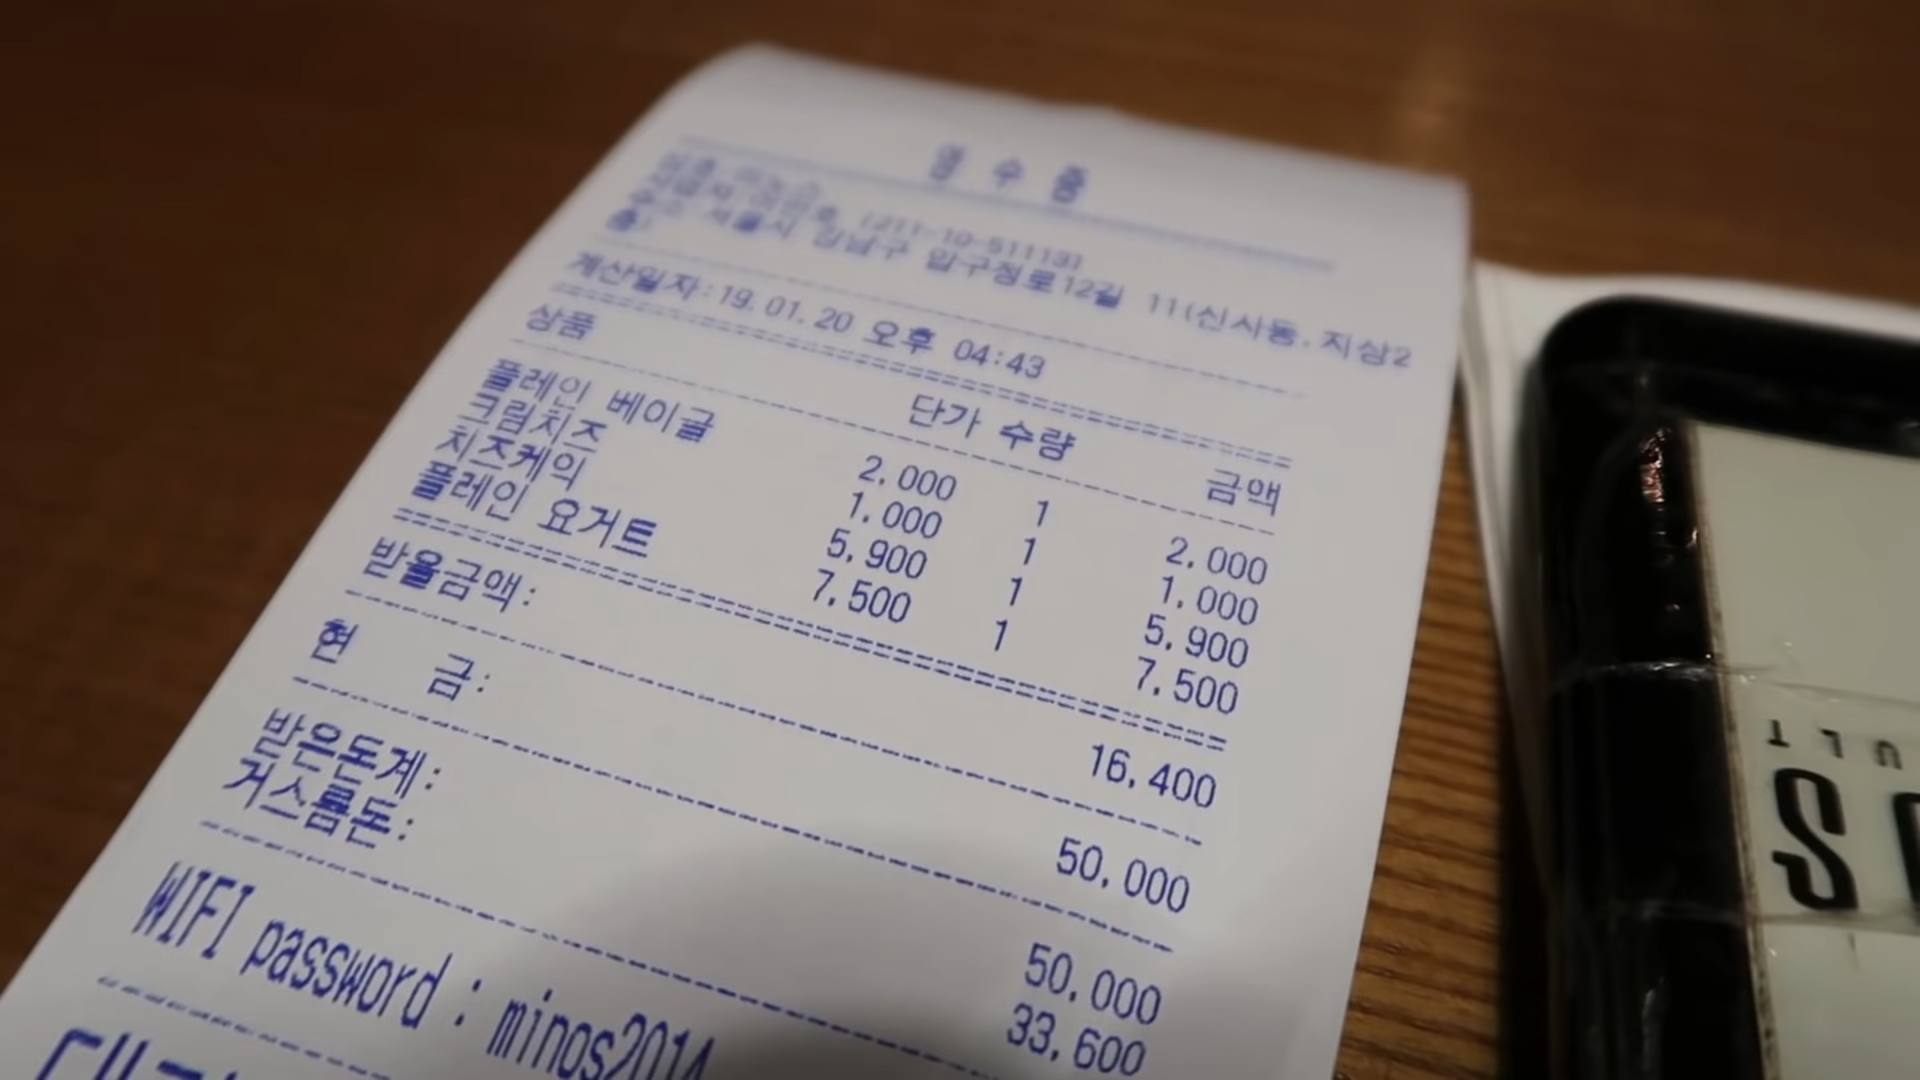 영 수 증
(211-10-51113)
서울시 강남구 압구정로12길 11(신사동.지상2
층)
계산일자:19.01.20 오후 04:43
상품 단가 수량 금액
플레인 베이글 2,000 1 2,000
크림치즈 1,000 1 1,000
치즈케익 5,900 1 5,900
플레인 요거트 7,500 1 7,500
받을금액: 16,400
현 금: 50,000
받은돈계: 50,000
거스름돈: 33,600
WIFI password : minos2014
S
ULT